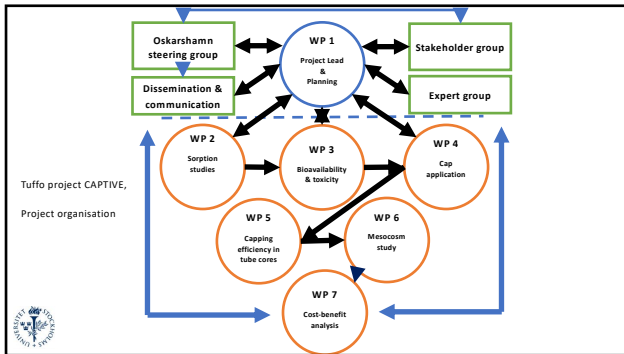 Oskarshamn
steering group
WP 1
Project Lead
&
Planning
Stakeholder group
Dissemination &
communication
Expert group
WP 2
Sorption
studies
WP 3
Bioavailability
& toxicity
WP 4
Cap
application
Tuffo project CAPTIVE,
Project organisation
WP 5
Capping
efficiency in
tube cores
WP 6
Mesocosm
study
WP 7
Cost-benefit
analysis
STOCKHOLMS
UNIVERSITET